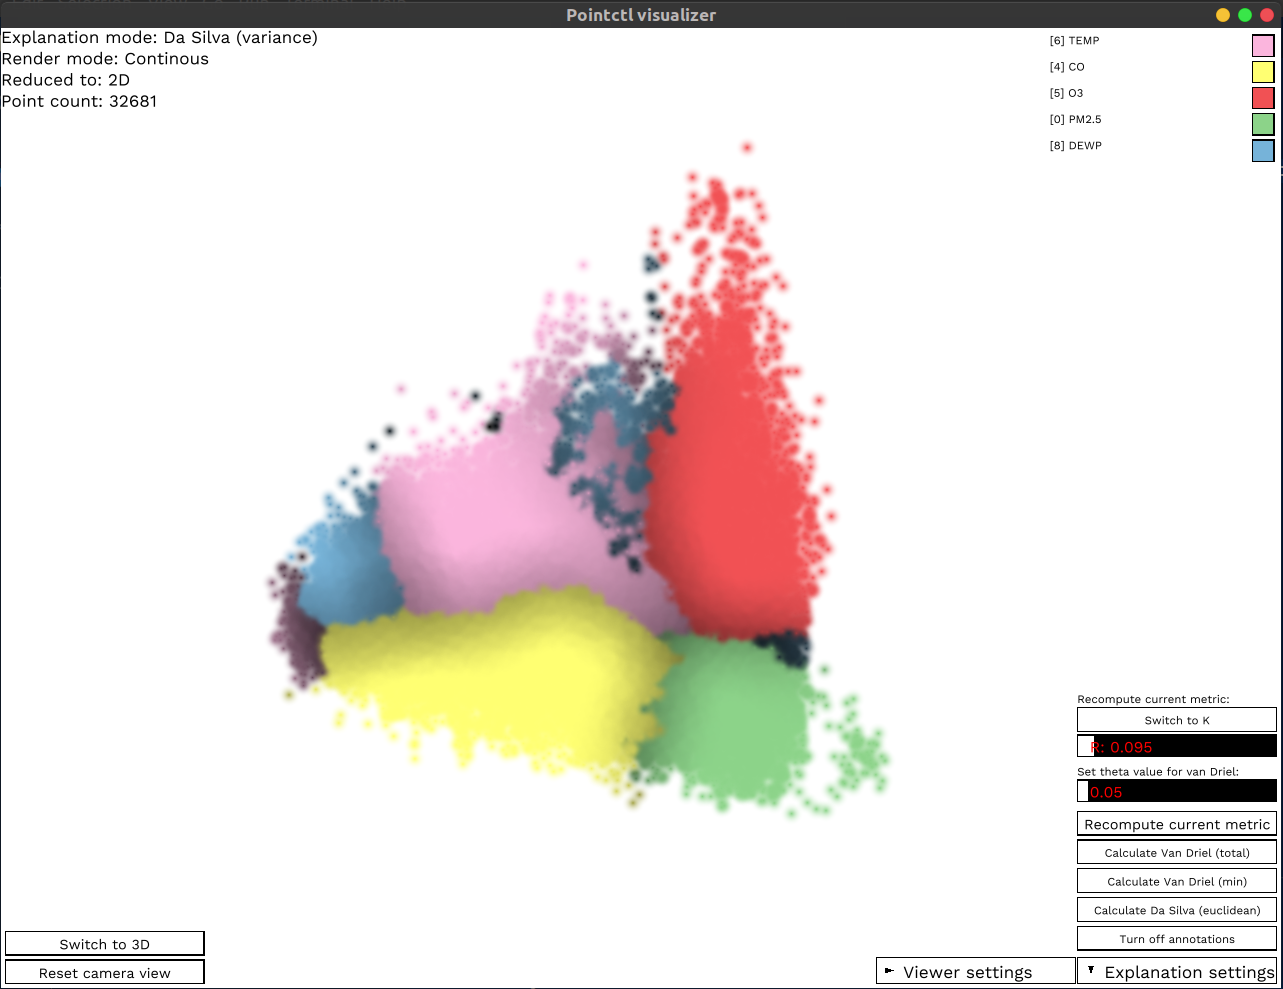 Pointctl visualizer
Explanation mode: Da Silva (variance)
Render mode: Continous
Reduced to: 2D
Point count: 32681
[6] TEMP
[4] CO
[5] O3
[0] PM2.5
[8] DEWP
Recompute current metric:
Switch to K
R: 0.095
Set theta value for van Driel:
0.05
Recompute current metric
Calculate Van Driel (total)
Calculate Van Driel (min)
Calculate Da Silva (euclidean)
Turn off annotations
Switch to 3D
Reset camera view
Viewer settings
Explanation settings